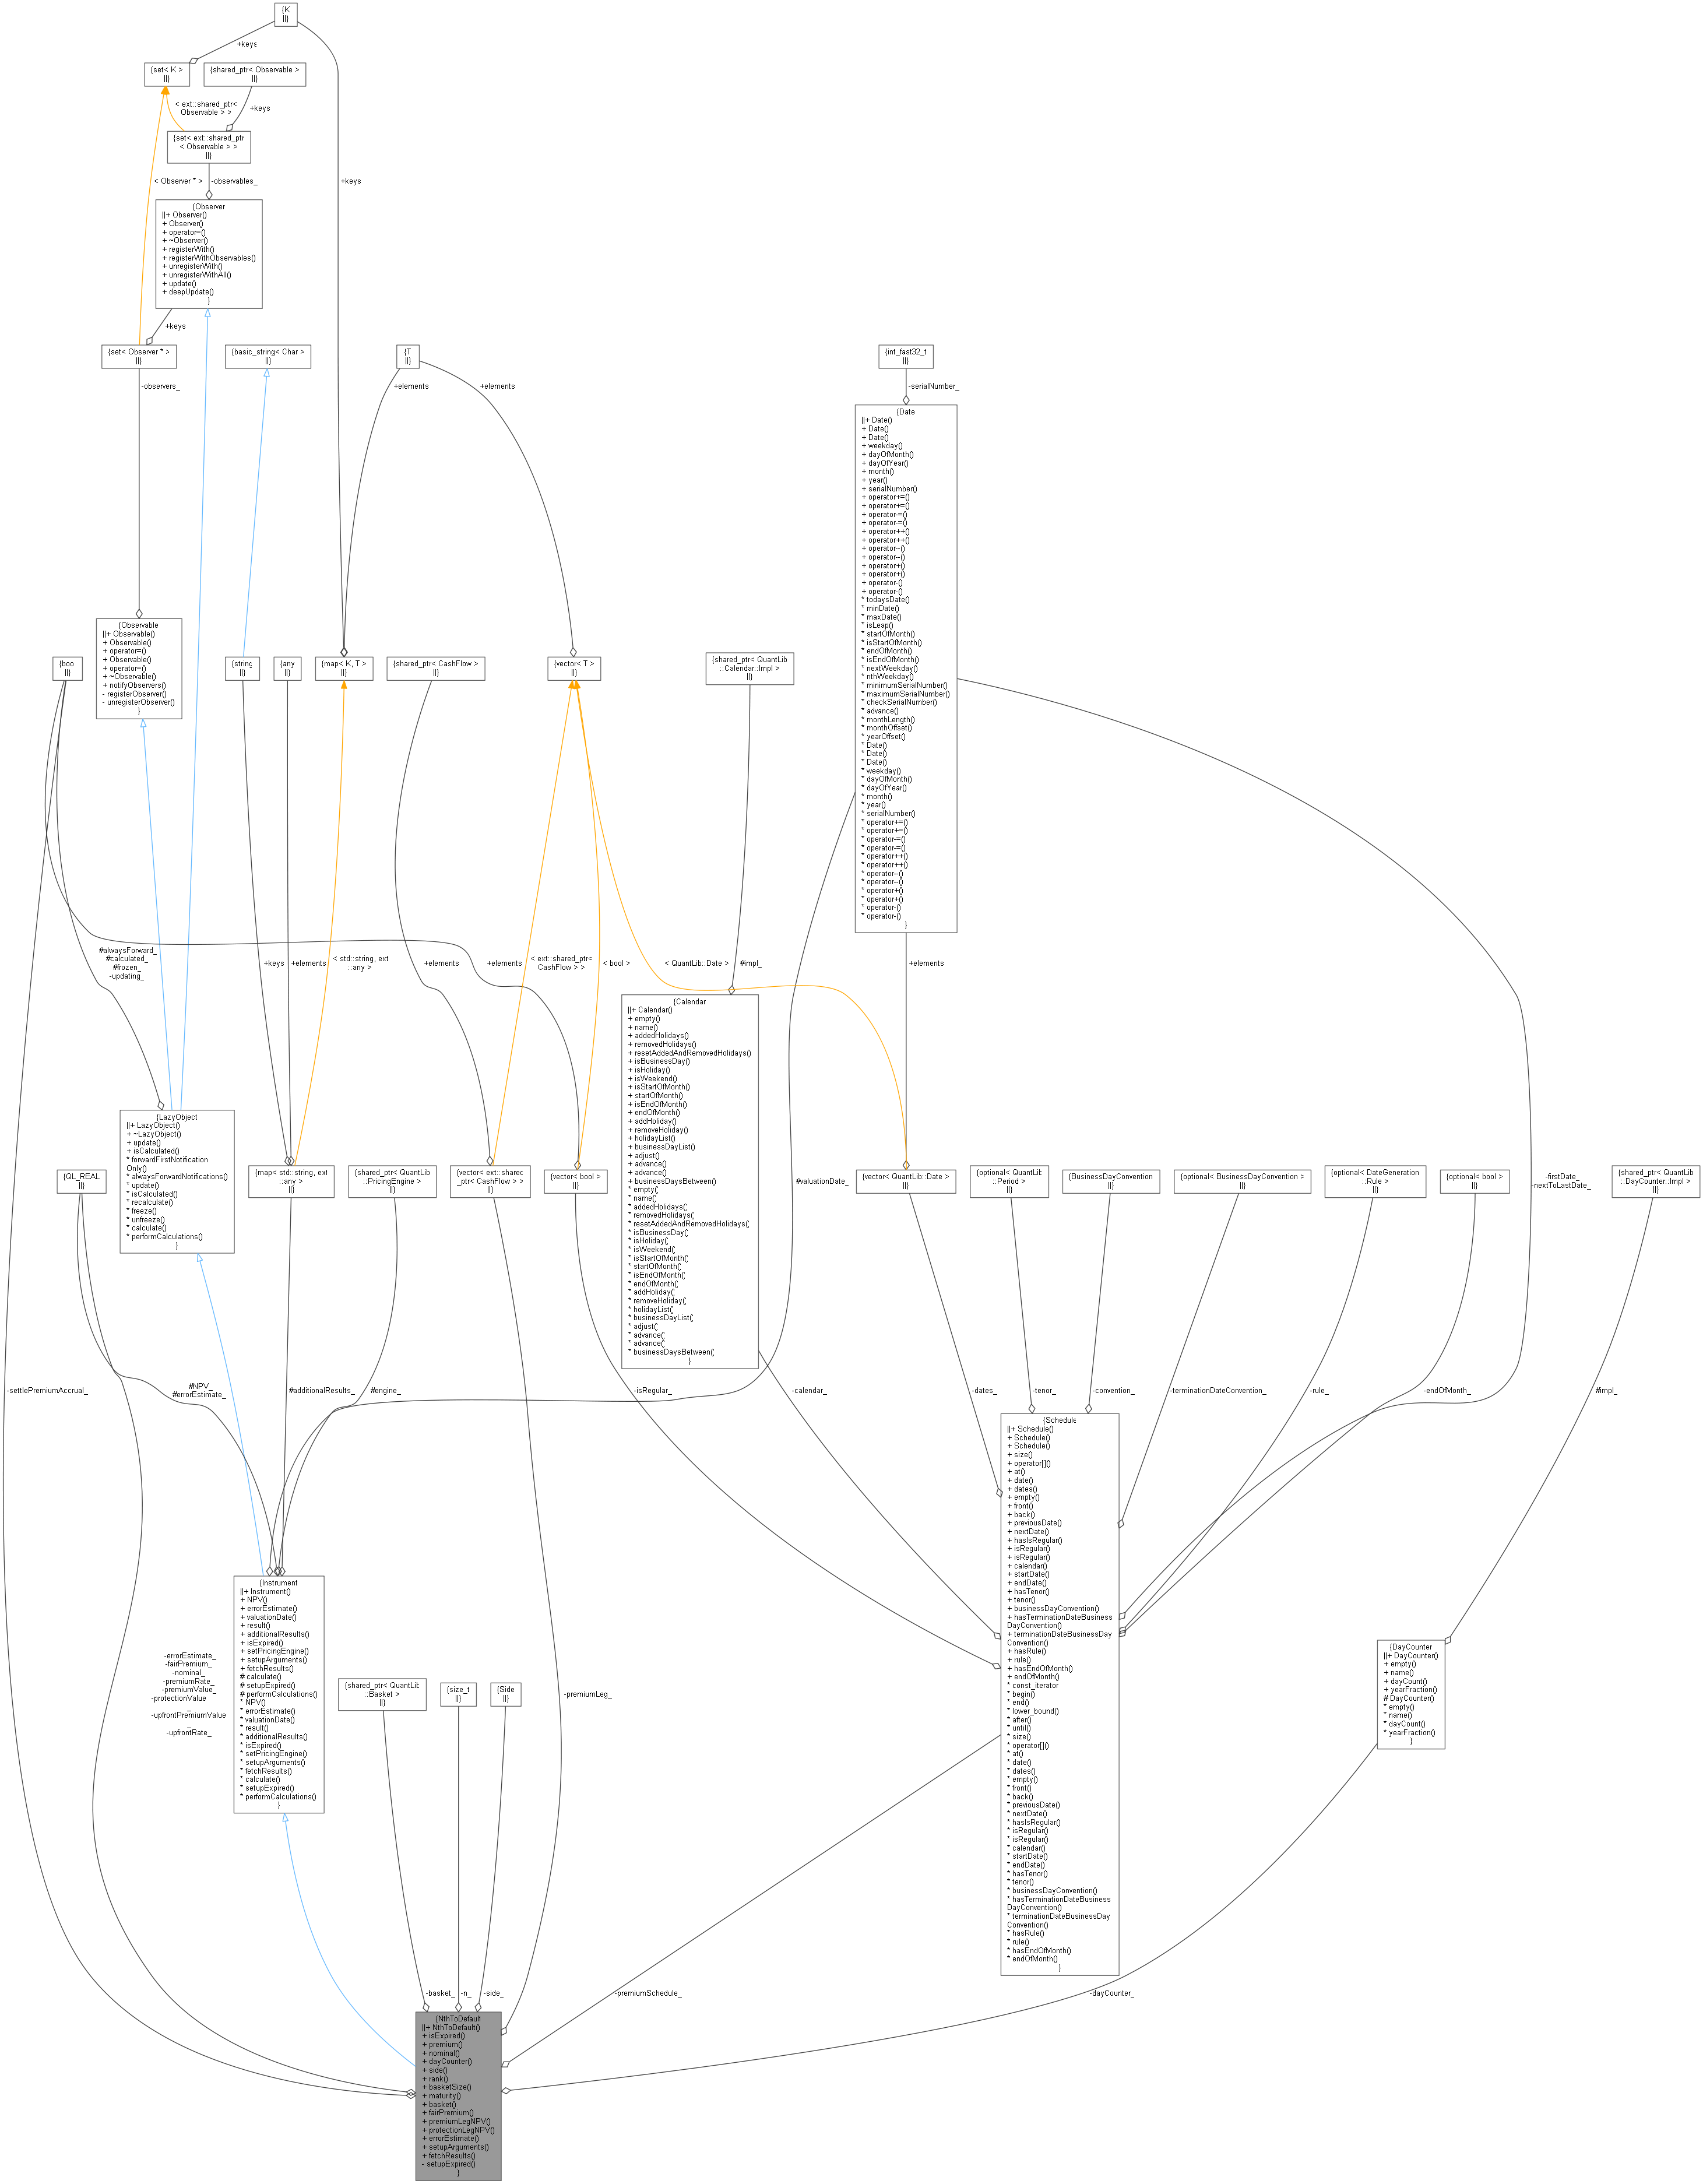 {K
||}
+keys
{set< K >
||}
{shared_ptr< Observable >
||}
< ext::shared_ptr<
Observable > >
+keys
{set< ext::shared_ptr
< Observable > >
||}
< Observer * >
-observables_
+keys
{Observer
||+ Observer()
+ Observer()
+ operator=()
+ ~Observer()
+ registerWith()
+ registerWithObservables()
+ unregisterWith()
+ unregisterWithAll()
+ update()
+ deepUpdate()
}
+keys
{set< Observer * >
||}
{basic_string< Char >
||}
{T
||}
{int_fast32_t
||}
-observers_
+elements
+elements
-serialNumber_
{Date
||+ Date()
+ Date()
+ Date()
+ weekday()
+ dayOfMonth()
+ dayOfYear()
+ month()
+ year()
+ serialNumber()
+ operator+=()
+ operator+=()
+ operator-=()
+ operator-=()
+ operator++()
+ operator++()
+ operator--()
+ operator--()
+ operator+()
+ operator+()
+ operator-()
+ operator-()
* todaysDate()
* minDate()
* maxDate()
* isLeap()
* startOfMonth()
* isStartOfMonth()
* endOfMonth()
* isEndOfMonth()
* nextWeekday()
* nthWeekday()
* minimumSerialNumber()
* maximumSerialNumber()
* checkSerialNumber()
* advance()
* monthLength()
* monthOffset()
* yearOffset()
* Date()
* Date()
* Date()
* weekday()
* dayOfMonth()
* dayOfYear()
* month()
* year()
* serialNumber()
* operator+=()
* operator+=()
* operator-=()
* operator-=()
* operator++()
* operator++()
* operator--()
* operator--()
* operator+()
* operator+()
* operator-()
* operator-()
}
{Observable
||+ Observable()
+ Observable()
+ operator=()
+ Observable()
+ operator=()
+ ~Observable()
+ notifyObservers()
- registerObserver()
- unregisterObserver()
}
{boo
||}
{string
||}
{any
||}
{map< K, T >
||}
{shared_ptr< CashFlow >
||}
{vector< T >
||}
{shared_ptr< QuantLib
::Calendar::Impl >
||}
#alwaysForward_
#calculated_
#frozen_
-updating_
+keys
+elements
< std::string, ext
::any >
+elements
+elements
< ext::shared_ptr<
CashFlow > >
< bool >
< QuantLib::Date >
#impl_
+elements
{Calendar
||+ Calendar()
+ empty()
+ name()
+ addedHolidays()
+ removedHolidays()
+ resetAddedAndRemovedHolidays()
+ isBusinessDay()
+ isHoliday()
+ isWeekend()
+ isStartOfMonth()
+ startOfMonth()
+ isEndOfMonth()
+ endOfMonth()
+ addHoliday()
+ removeHoliday()
+ holidayList()
+ businessDayList()
+ adjust()
+ advance()
+ advance()
+ businessDaysBetween()
* empty()
* name()
* addedHolidays()
* removedHolidays()
* resetAddedAndRemovedHolidays()
* isBusinessDay()
* isHoliday()
* isWeekend()
* isStartOfMonth()
* startOfMonth()
* isEndOfMonth()
* endOfMonth()
* addHoliday()
* removeHoliday()
* holidayList()
* businessDayList()
* adjust()
* advance()
* advance()
* businessDaysBetween()
}
{LazyObject
||+ LazyObject()
+ ~LazyObject()
+ update()
+ isCalculated()
* forwardFirstNotification
Only()
* alwaysForwardNotifications()
* update()
* isCalculated()
* recalculate()
* freeze()
* unfreeze()
* calculate()
* performCalculations()
}
{QL_REAL
||}
{map< std::string, ext
::any >
||}
{shared_ptr< QuantLib
::PricingEngine >
||}
{vector< ext::shared
_ptr< CashFlow > >
||}
{vector< bool >
||}
#valuationDate_
{vector< QuantLib::Date >
||}
{optional< QuantLib
::Period >
||}
{BusinessDayConvention
||}
{optional< BusinessDayConvention >
||}
{optional< DateGeneration
::Rule >
||}
{optional< bool >
||}
-firstDate_
-nextToLastDate_
{shared_ptr< QuantLib
::DayCounter::Impl >
||}
-settlePremiumAccrual_
#NPV_
#errorEstimate_
#additionalResults_
#engine_
-isRegular_
-calendar_
-dates_
-tenor_
-convention_
-terminationDateConvention_
-rule_
-endOfMonth_
#impl_
{Schedule
||+ Schedule()
+ Schedule()
+ Schedule()
+ size()
+ operator[]()
+ at()
+ date()
+ dates()
+ empty()
+ front()
+ back()
+ previousDate()
+ nextDate()
+ hasIsRegular()
+ isRegular()
+ isRegular()
+ calendar()
+ startDate()
+ endDate()
+ hasTenor()
+ tenor()
+ businessDayConvention()
+ hasTerminationDateBusiness
DayConvention()
+ terminationDateBusinessDay
Convention()
+ hasRule()
+ rule()
+ hasEndOfMonth()
+ endOfMonth()
* const_iterator
* begin()
* end()
* lower_bound()
* after()
* until()
* size()
* operator[]()
* at()
* date()
* dates()
* empty()
* front()
* back()
* previousDate()
* nextDate()
* hasIsRegular()
* isRegular()
* isRegular()
* calendar()
* startDate()
* endDate()
* hasTenor()
* tenor()
* businessDayConvention()
* hasTerminationDateBusiness
DayConvention()
* terminationDateBusinessDay
Convention()
* hasRule()
* rule()
* hasEndOfMonth()
* endOfMonth()
}
{Instrument
||+ Instrument()
+ NPV()
+ errorEstimate()
+ valuationDate()
+ result()
+ additionalResults()
+ isExpired()
+ setPricingEngine()
+ setupArguments()
+ fetchResults()
# calculate()
# setupExpired()
# performCalculations()
* NPV()
* errorEstimate()
* valuationDate()
* result()
* additionalResults()
* isExpired()
* setPricingEngine()
* setupArguments()
* fetchResults()
* calculate()
* setupExpired()
* performCalculations()
}
{DayCounter
||+ DayCounter()
+ empty()
+ name()
+ dayCount()
+ yearFraction()
# DayCounter()
* empty()
* name()
* dayCount()
* yearFraction()
}
-errorEstimate_
-fairPremium_
-nominal_
-premiumRate_
-premiumValue_
-protectionValue
_
-upfrontPremiumValue
_
-upfrontRate_
{shared_ptr< QuantLib
::Basket >
||}
{size_t
||}
{Side
||}
-premiumLeg_
-basket_
-n_
-side_
-premiumSchedule_
-dayCounter_
{NthToDefault
||+ NthToDefault()
+ isExpired()
+ premium()
+ nominal()
+ dayCounter()
+ side()
+ rank()
+ basketSize()
+ maturity()
+ basket()
+ fairPremium()
+ premiumLegNPV()
+ protectionLegNPV()
+ errorEstimate()
+ setupArguments()
+ fetchResults()
- setupExpired()
}